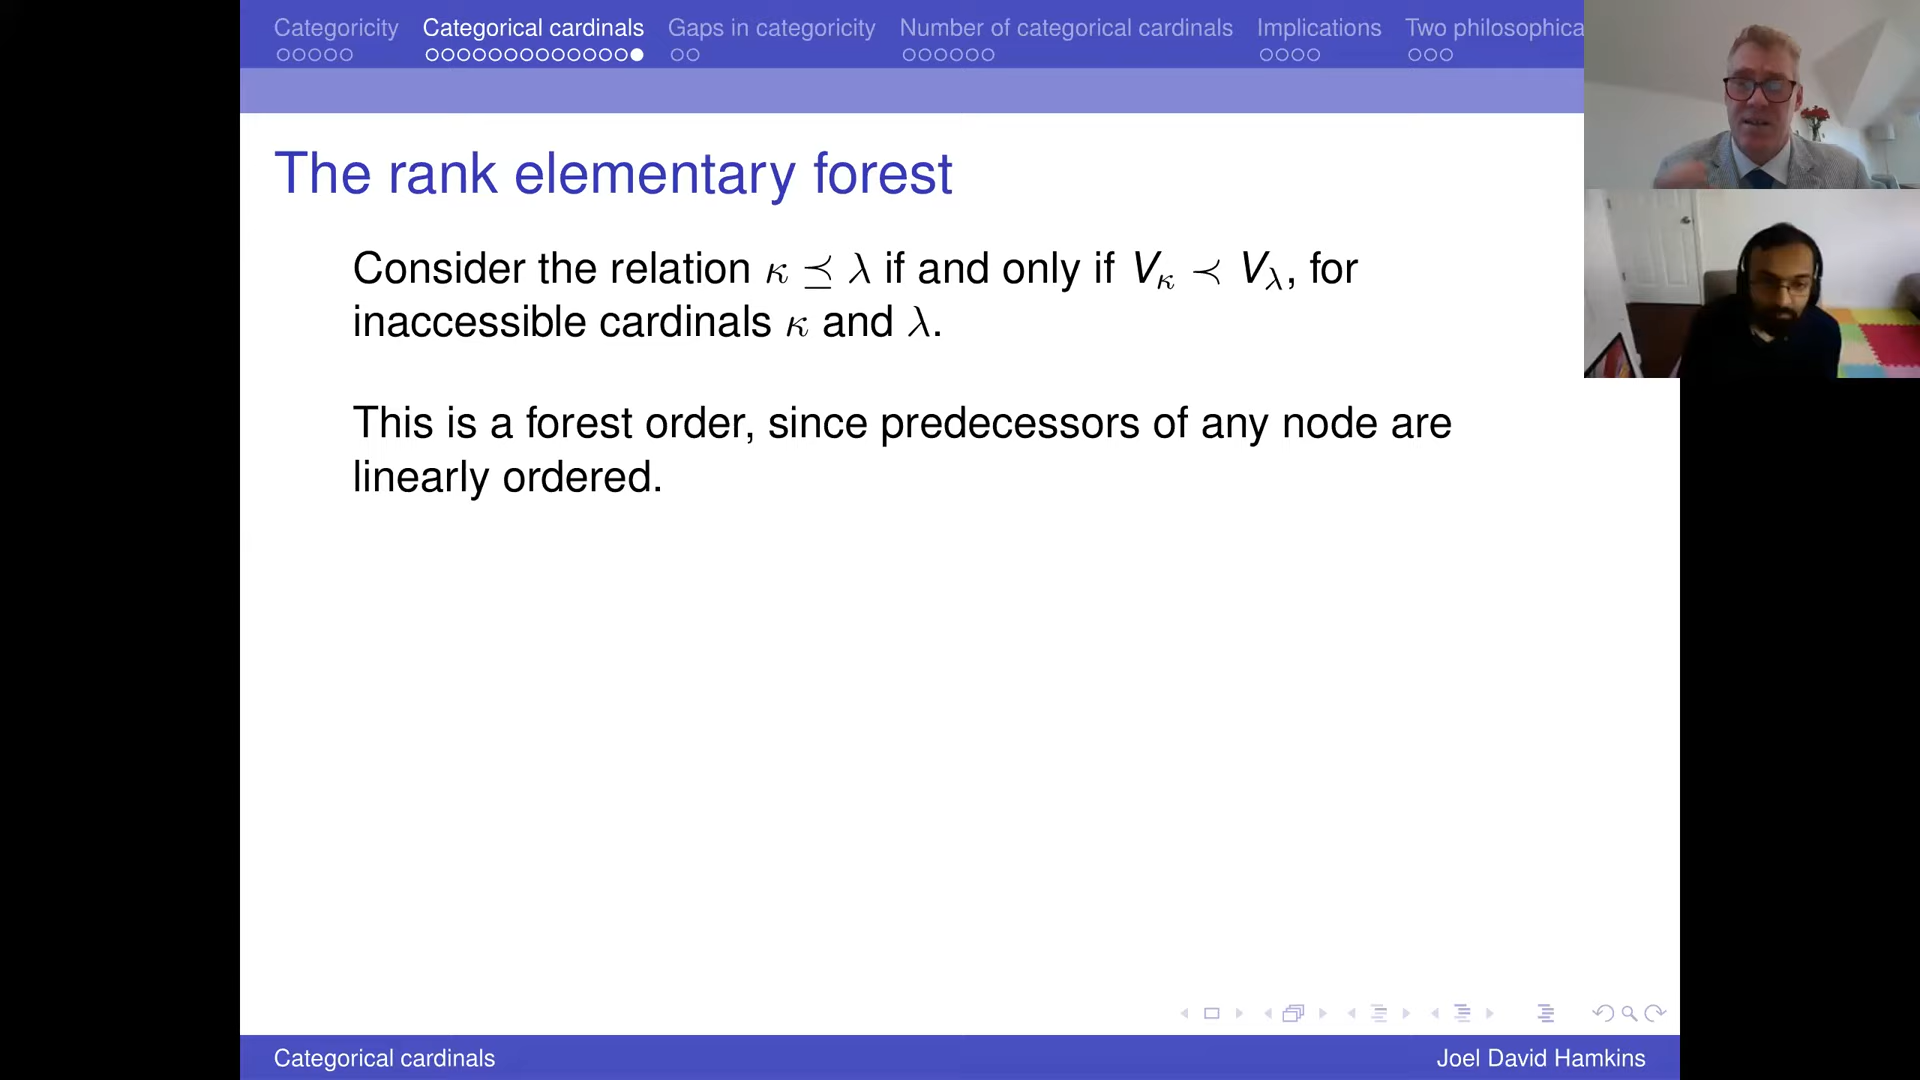 Categoricity Categorical cardinals Gaps in categoricity Number of categorical cardinals Implications Two philosophica
The rank elementary forest
Consider the relation κ ⪯ λ if and only if V_κ ≺ V_λ, for
inaccessible cardinals κ and λ.
This is a forest order, since predecessors of any node are
linearly ordered.
Categorical cardinals Joel David Hamkins